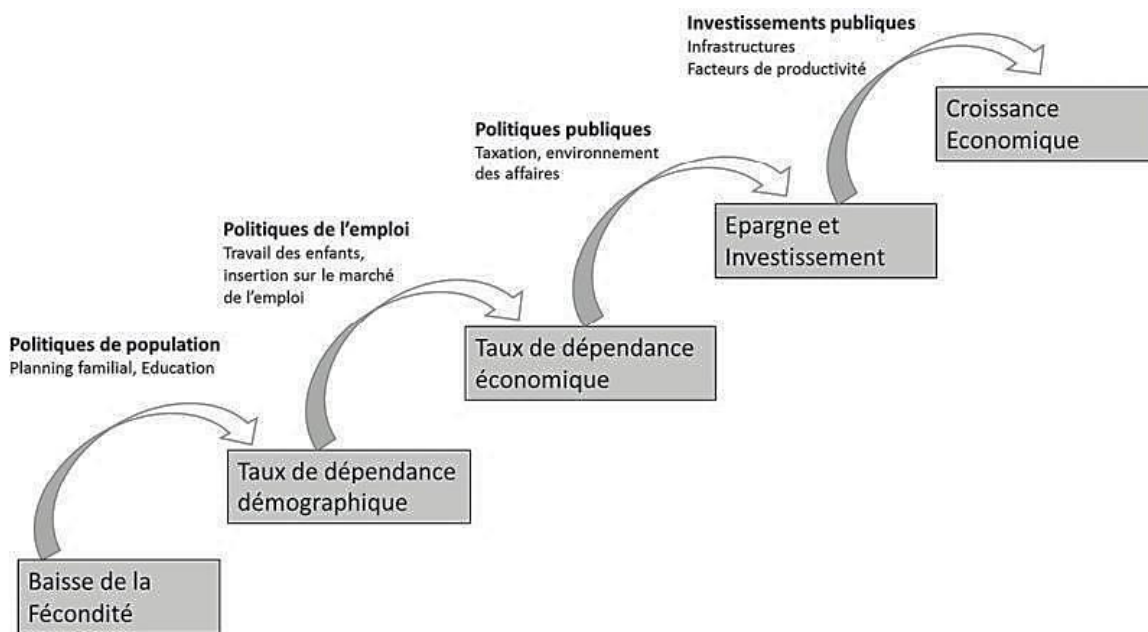 Investissements publiques
Infrastructures
Facteurs de productivité
Croissance
Economique
Politiques publiques
Taxation, environnement
des affaires
Epargne et
Investissement
Politiques de l'emploi
Travail des enfants,
insertion sur le marché
de l'emploi
Taux de dépendance
économique
Politiques de population
Planning familial, Education
Taux de dépendance
démographique
Baisse de la
Fécondité